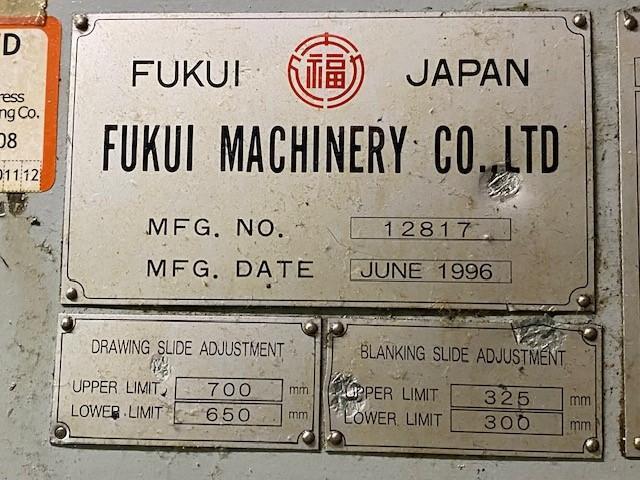 D
ress
ng Co.
08
01112
FUKUI 福 JAPAN
FUKUI MACHINERY CO., LTD
MFG. NO. 12817
MFG. DATE JUNE 1996
DRAWING SLIDE ADJUSTMENT
UPPER LIMIT 700 mm
LOWER LIMIT 650 mm
BLANKING SLIDE ADJUSTMENT
UPPER LIMIT 325 mm
LOWER LIMIT 300 mm